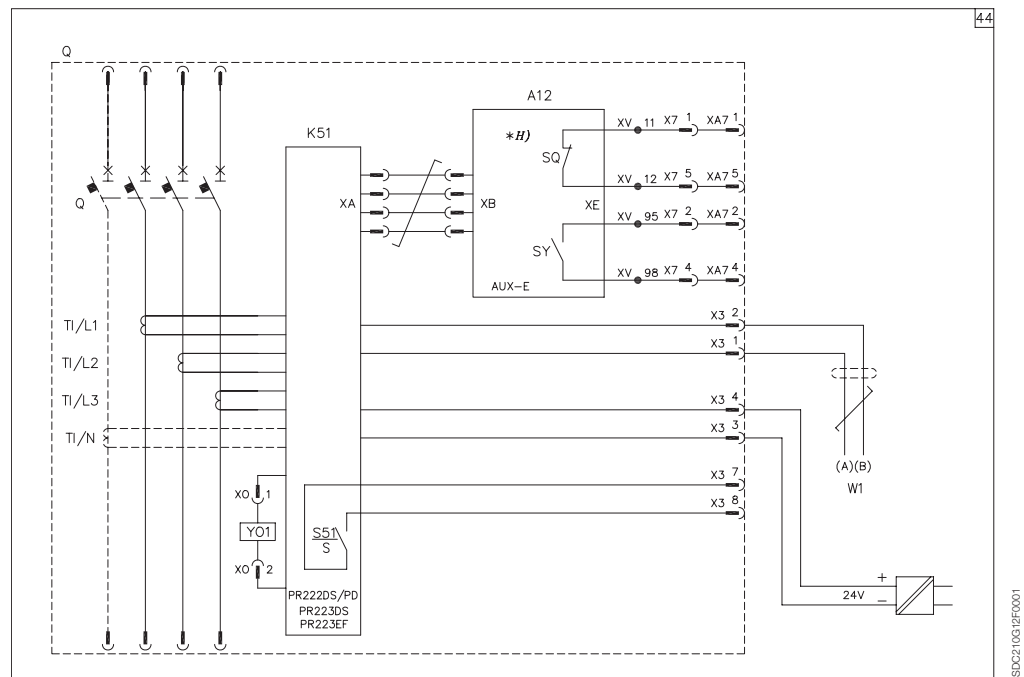 44
Q
A12
K51
*H)
XV 11 X7 1 XA7 1
SQ
XV 12 X7 5 XA7 5
XA
XB
XE
Q
XV 95 X7 2 XA7 2
SY
XV 98 X7 4 XA7 4
AUX-E
TI/L1
X3 2
X3 1
TI/L2
TI/L3
X3 4
TI/N
X3 3
(A)(B)
W1
X3 7
XO 1
X3 8
YO1
S51
S
XO 2
+
24V
–
PR222DS/PD
PR223DS
PR223EF
SDC210G12F0001